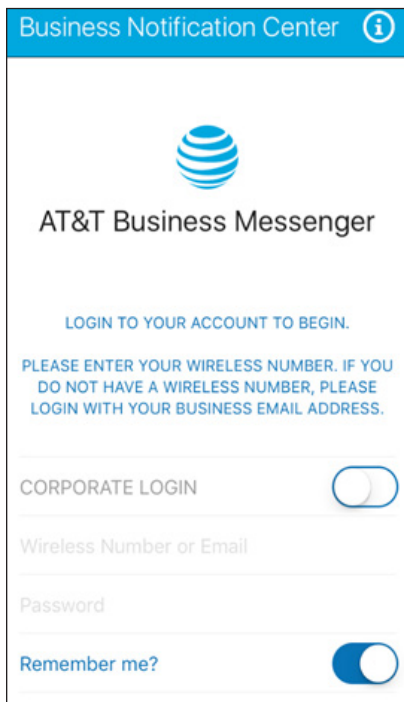 Business Notification Center
AT&T Business Messenger
LOGIN TO YOUR ACCOUNT TO BEGIN.
PLEASE ENTER YOUR WIRELESS NUMBER. IF YOU
DO NOT HAVE A WIRELESS NUMBER, PLEASE
LOGIN WITH YOUR BUSINESS EMAIL ADDRESS.
CORPORATE LOGIN
Wireless Number or Email
Password
Remember me?